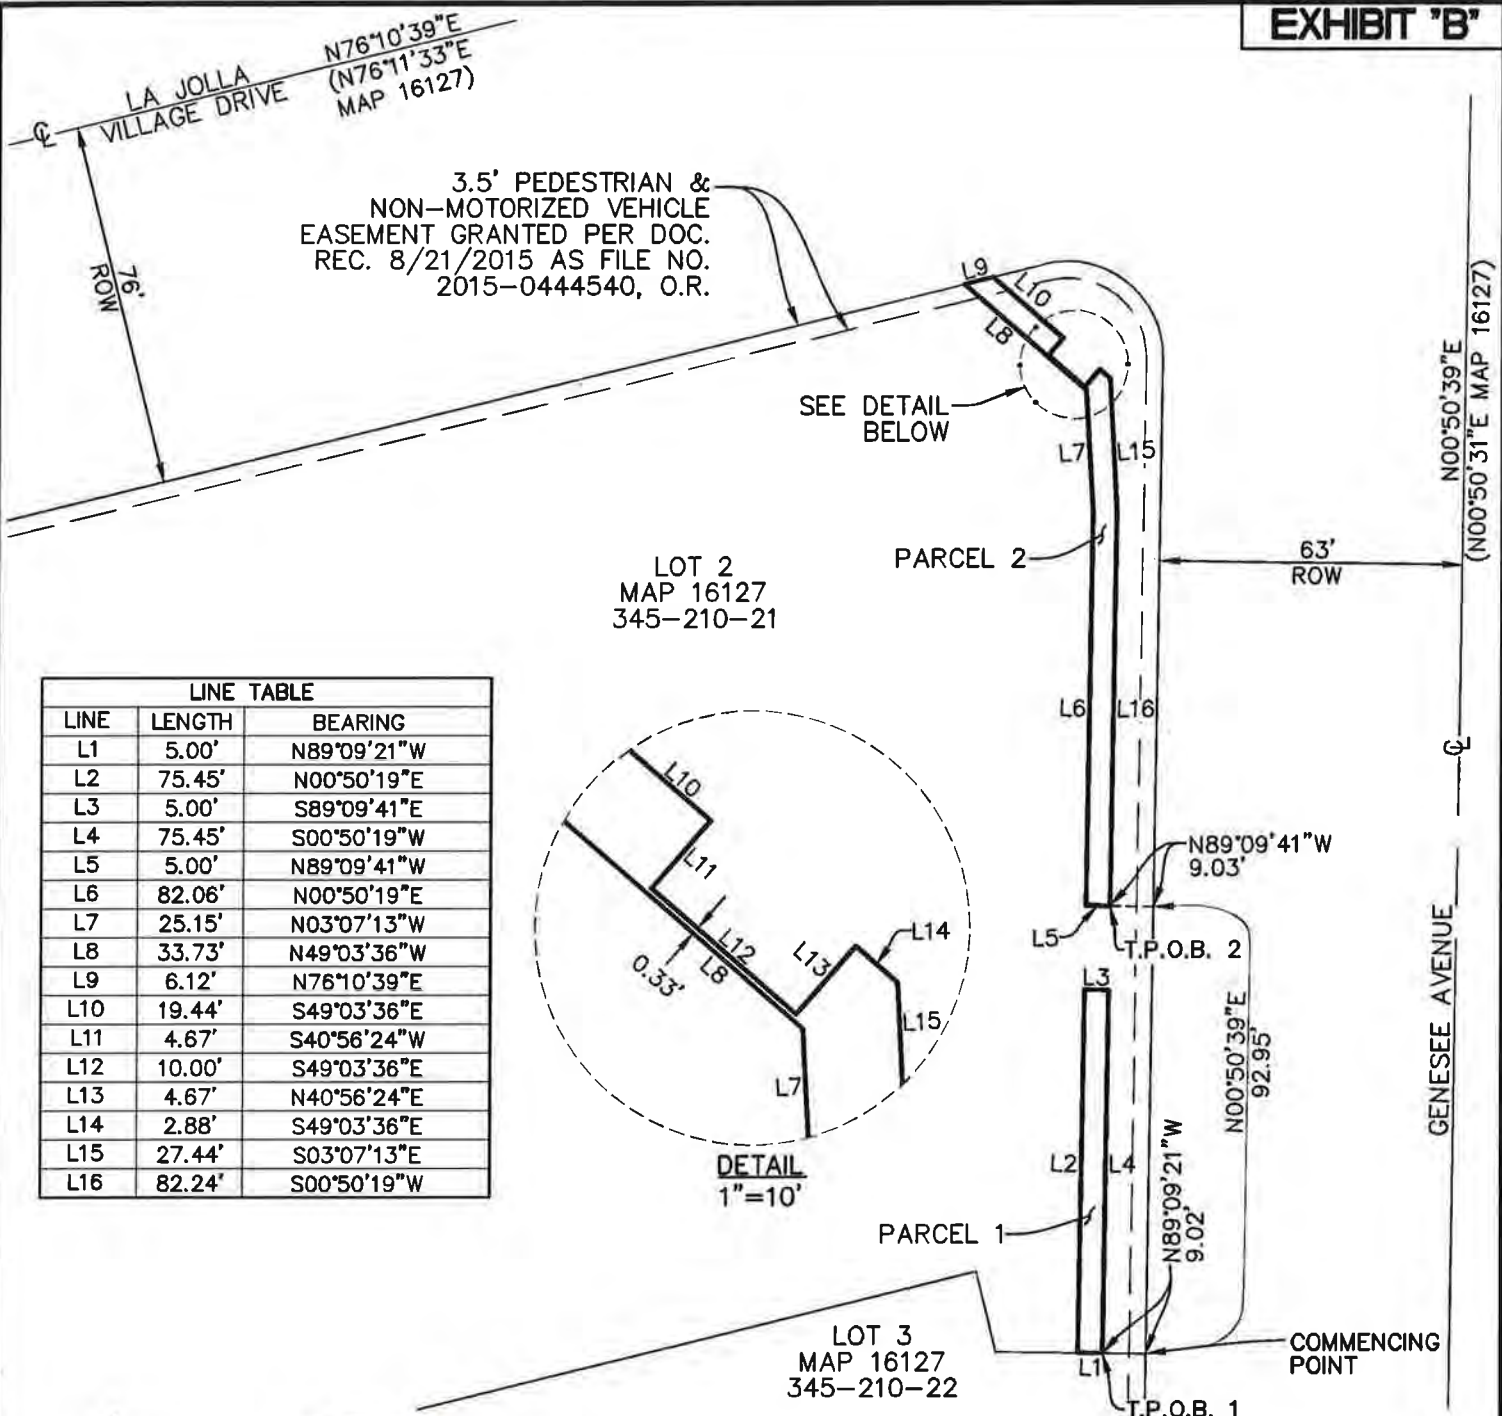 EXHIBIT "B"
LA JOLLA
VILLAGE DRIVE
N76°10'39"E
(N76°11'33"E
MAP 16127)
℄
76'
ROW
3.5' PEDESTRIAN &
NON-MOTORIZED VEHICLE
EASEMENT GRANTED PER DOC.
REC. 8/21/2015 AS FILE NO.
2015-0444540, O.R.
L9
L10
L8
SEE DETAIL
BELOW
L7
L15
N00°50'39"E
(N00°50'31"E MAP 16127)
PARCEL 2
63'
ROW
LOT 2
MAP 16127
345-210-21
L6
L16
℄
LINE TABLE
LINE LENGTH BEARING
L1 5.00' N89°09'21"W
L2 75.45' N00°50'19"E
L3 5.00' S89°09'41"E
L4 75.45' S00°50'19"W
L5 5.00' N89°09'41"W
L6 82.06' N00°50'19"E
L7 25.15' N03°07'13"W
L8 33.73' N49°03'36"W
L9 6.12' N76°10'39"E
L10 19.44' S49°03'36"E
L11 4.67' S40°56'24"W
L12 10.00' S49°03'36"E
L13 4.67' N40°56'24"E
L14 2.88' S49°03'36"E
L15 27.44' S03°07'13"E
L16 82.24' S00°50'19"W
L10
L11
L12
L8
0.33'
L13
L14
L15
L7
DETAIL
1"=10'
N89°09'41"W
9.03'
L5
T.P.O.B. 2
L3
N00°50'39"E
92.95'
GENESEE AVENUE
L2
L4
N89°09'21"W
9.02'
PARCEL 1
LOT 3
MAP 16127
345-210-22
L1
COMMENCING
POINT
T.P.O.B. 1